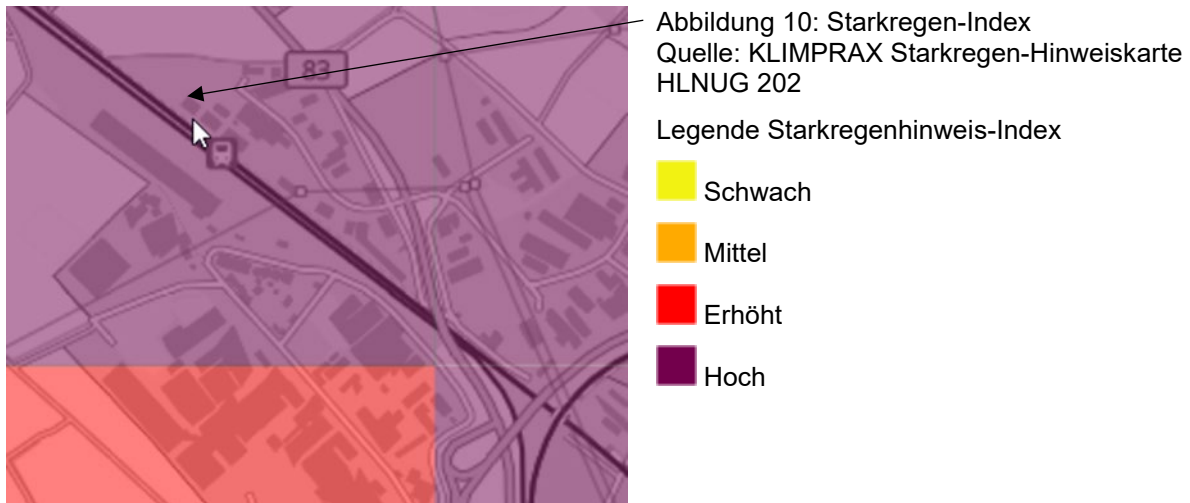 Abbildung 10: Starkregen-Index
Quelle: KLIMPRAX Starkregen-Hinweiskarte
HLNUG 202
83
Legende Starkregenhinweis-Index
Schwach
Mittel
Erhöht
Hoch